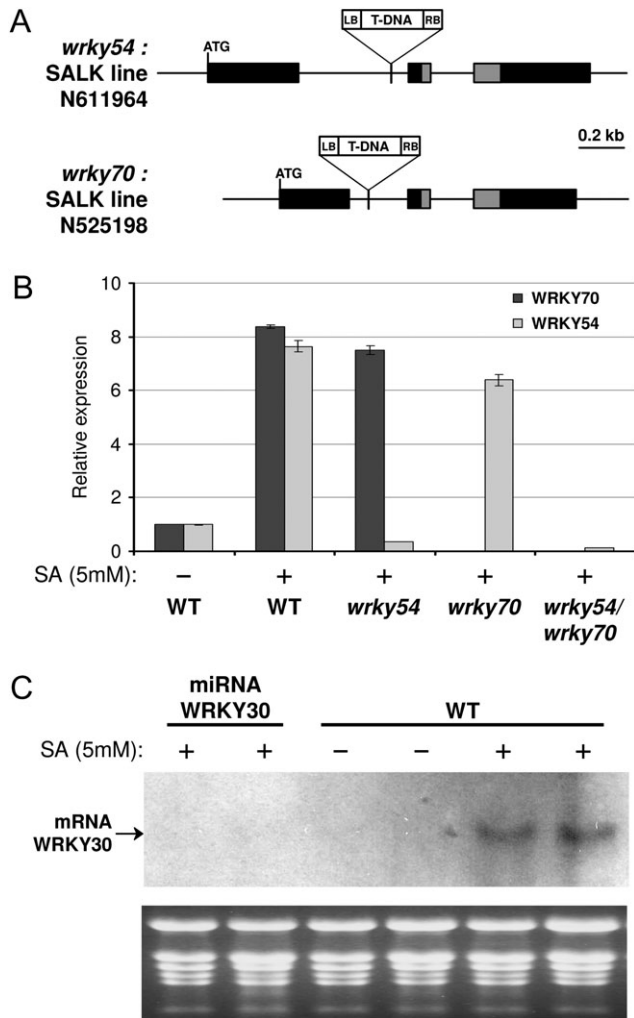 A
wrky54 :
SALK line
N611964
ATG
LB T-DNA RB
0.2 kb
wrky70 :
SALK line
N525198
ATG
LB T-DNA RB
B
Relative expression
10
8
6
4
2
0
WRKY70
WRKY54
SA (5mM): – + + + +
WT WT wrky54 wrky70 wrky54/
wrky70
C
miRNA
WRKY30
WT
SA (5mM): + + – – + +
mRNA
WRKY30